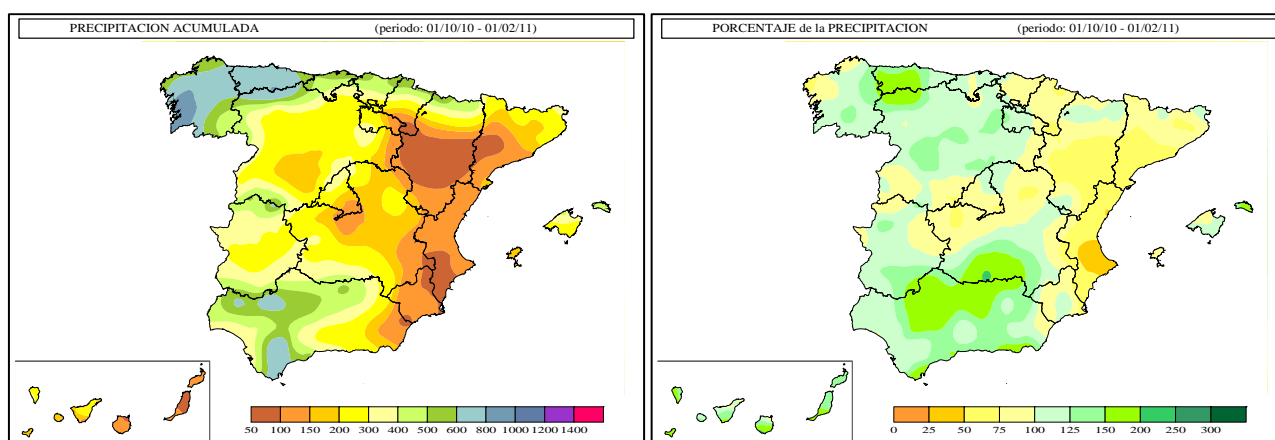 PRECIPITACION ACUMULADA (periodo: 01/10/10 - 01/02/11)
50 100 150 200 300 400 500 600 800 1000 1200 1400
PORCENTAJE de la PRECIPITACION (periodo: 01/10/10 - 01/02/11)
0 25 50 75 100 125 150 200 250 300